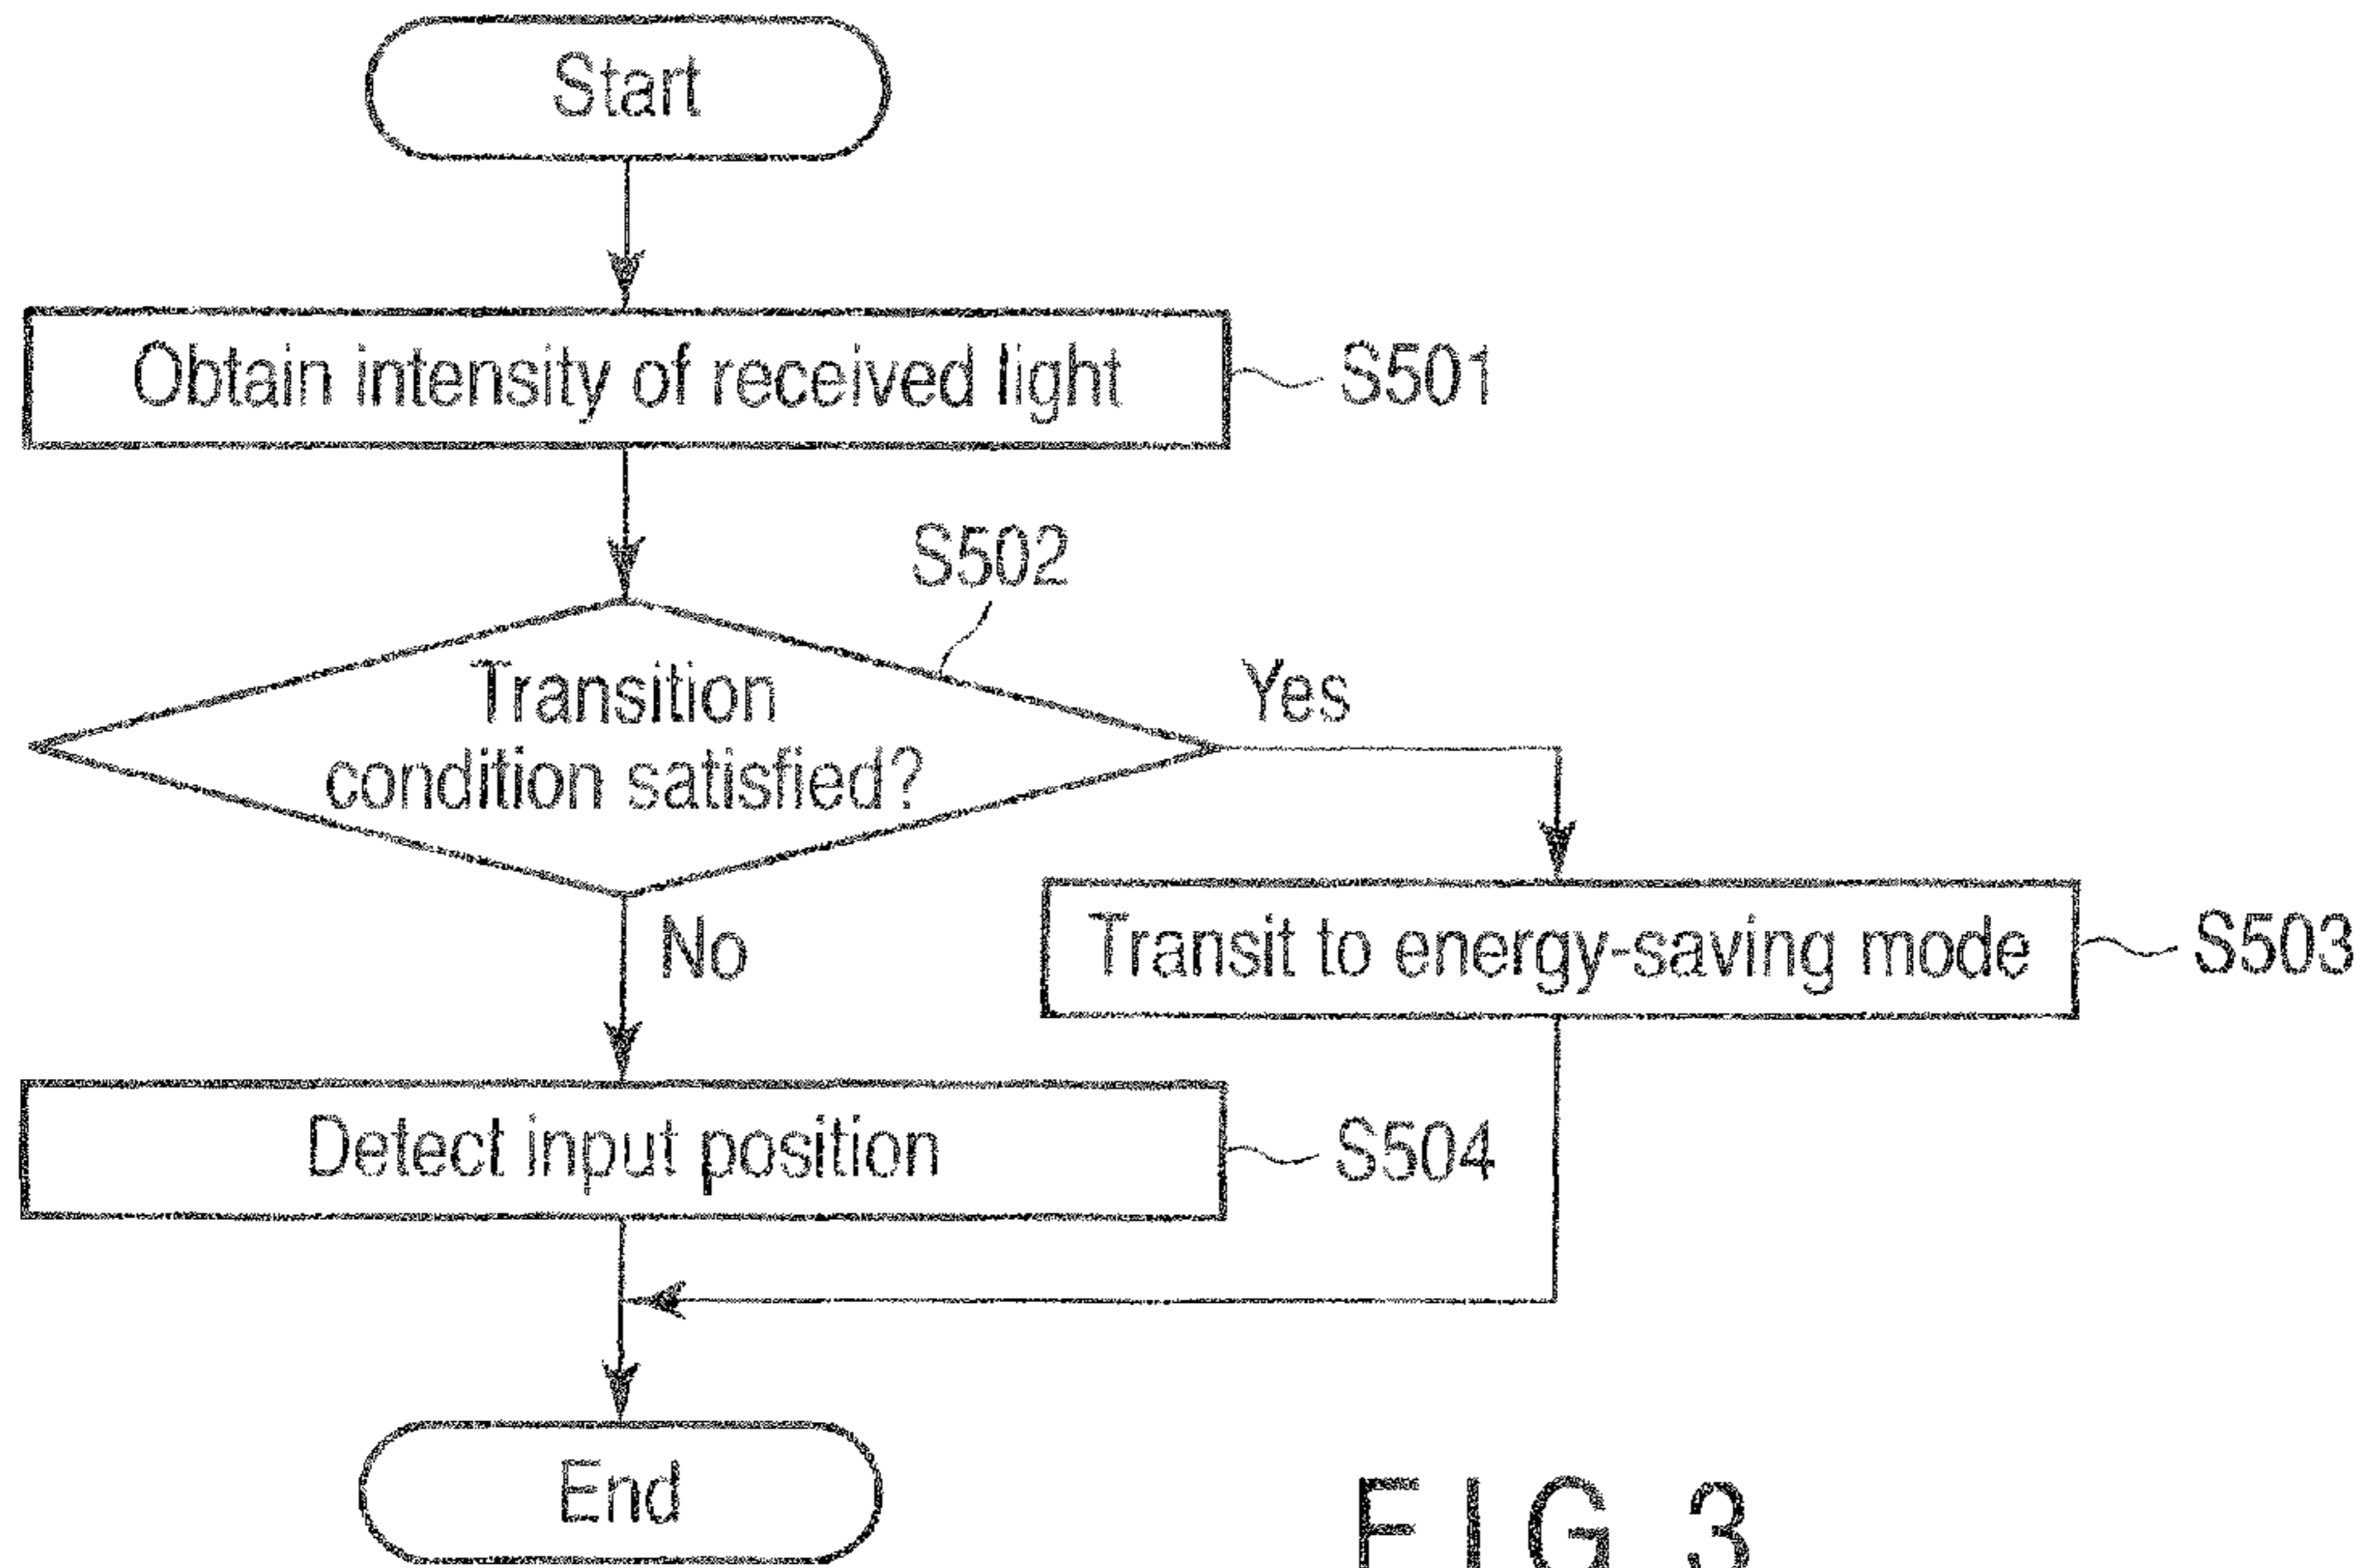 Start
Obtain intensity of received light
S501
S502
Transition
condition satisfied?
Yes
No
Transit to energy-saving mode
S503
Detect input position
S504
End
FIG 3